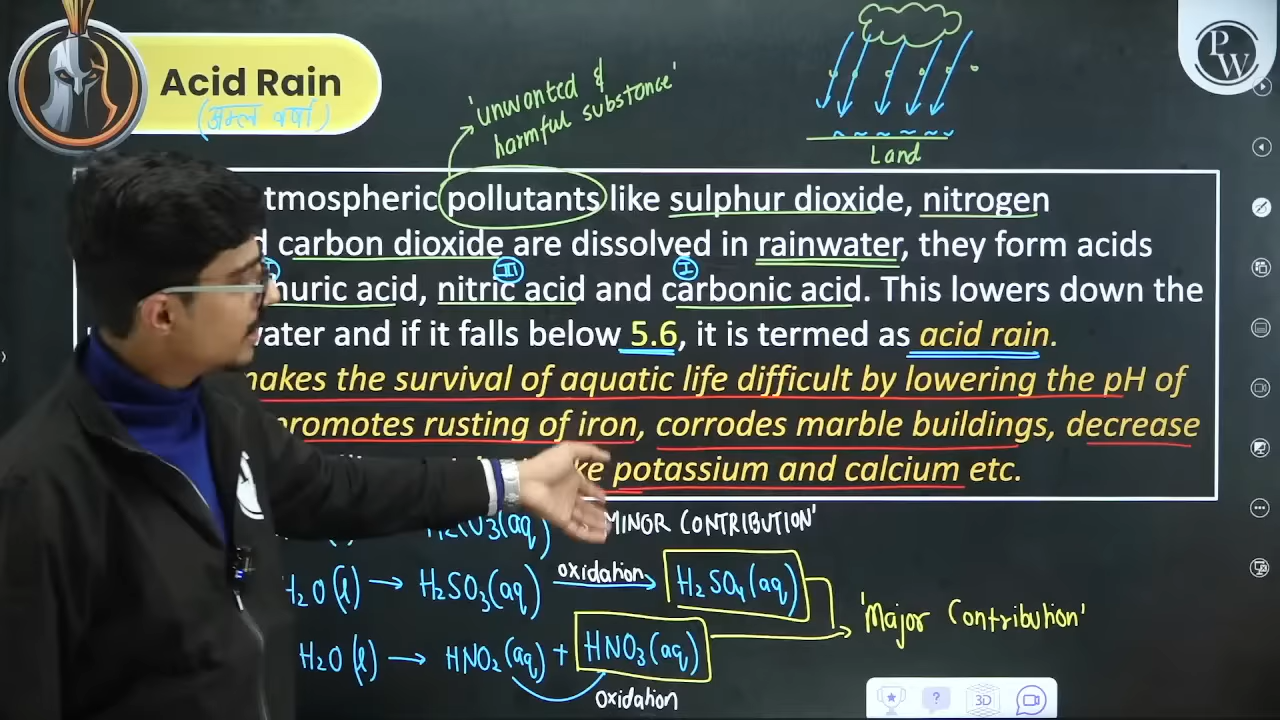 Acid Rain
(अम्ल वर्षा)
'unwonted &
harmful substance'
Land
PW
tmospheric pollutants like sulphur dioxide, nitrogen
d carbon dioxide are dissolved in rainwater, they form acids
I II I
huric acid, nitric acid and carbonic acid. This lowers down the
water and if it falls below 5.6, it is termed as acid rain.
makes the survival of aquatic life difficult by lowering the pH of
promotes rusting of iron, corrodes marble buildings, decrease
ke potassium and calcium etc.
H2CO3(aq) MINOR CONTRIBUTION'
H2O(l) → H2SO3(aq) oxidation → H2SO4(aq)
'Major Contribution'
H2O(l) → HNO2(aq) + HNO3(aq)
oxidation
3D